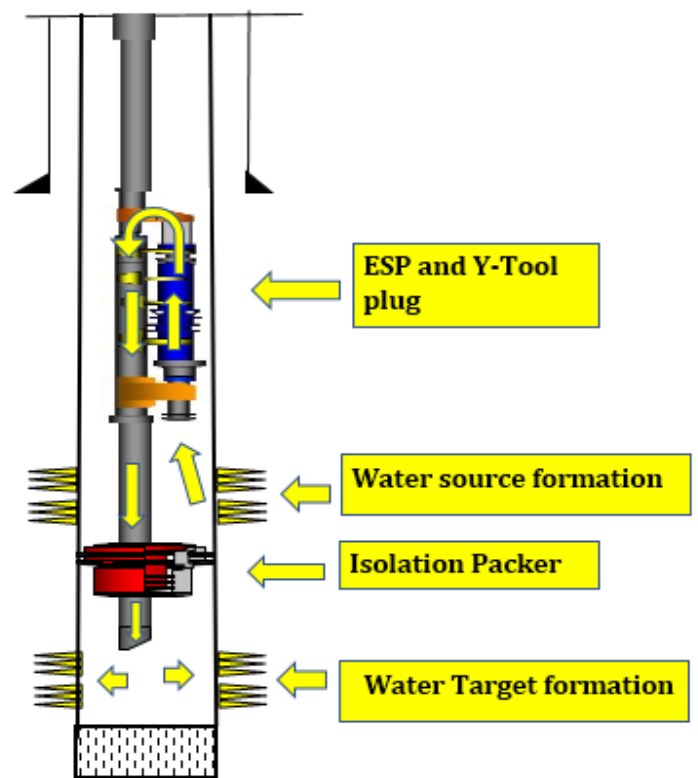 ESP and Y-Tool
plug
Water source formation
Isolation Packer
Water Target formation